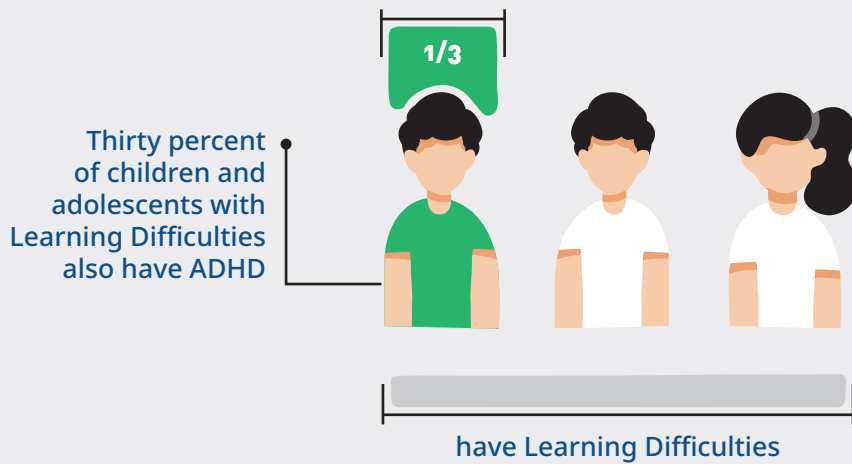 1/3
Thirty percent
of children and
adolescents with
Learning Difficulties
also have ADHD
have Learning Difficulties